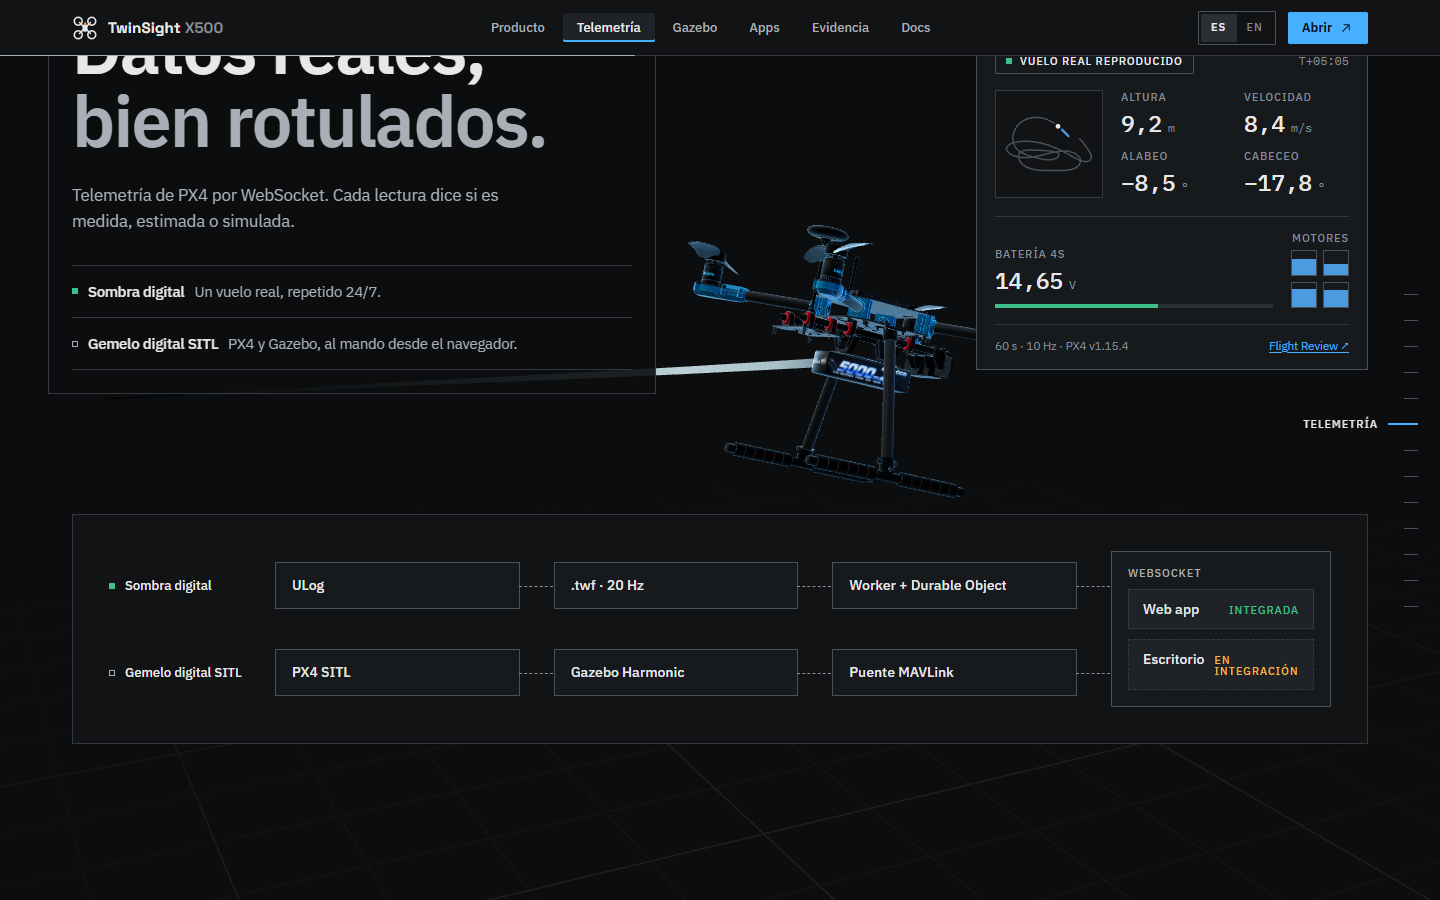 TwinSight X500
Producto
Telemetría
Gazebo
Apps
Evidencia
Docs
ES
EN
Abrir ↗
Datos reales,
bien rotulados.
Telemetría de PX4 por WebSocket. Cada lectura dice si es
medida, estimada o simulada.
Sombra digital Un vuelo real, repetido 24/7.
Gemelo digital SITL PX4 y Gazebo, al mando desde el navegador.
VUELO REAL REPRODUCIDO
T+05:05
ALTURA
9,2 m
VELOCIDAD
8,4 m/s
ALABEO
−8,5 °
CABECEO
−17,8 °
BATERÍA 4S
14,65 V
MOTORES
60 s · 10 Hz · PX4 v1.15.4
Flight Review ↗
5000
TELEMETRÍA
Sombra digital
ULog
.twf · 20 Hz
Worker + Durable Object
Gemelo digital SITL
PX4 SITL
Gazebo Harmonic
Puente MAVLink
WEBSOCKET
Web app INTEGRADA
Escritorio EN
INTEGRACIÓN